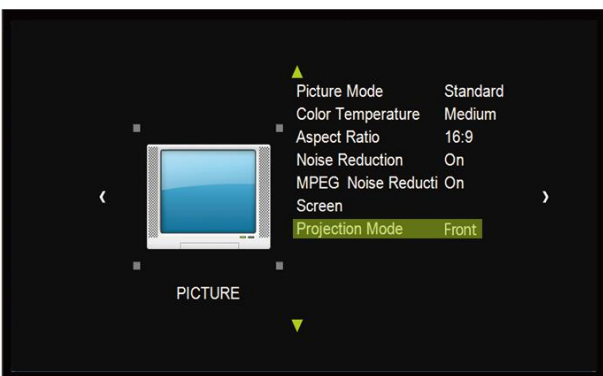 Picture Mode Standard
Color Temperature Medium
Aspect Ratio 16:9
Noise Reduction On
MPEG Noise Reducti On
Screen
Projection Mode Front
PICTURE